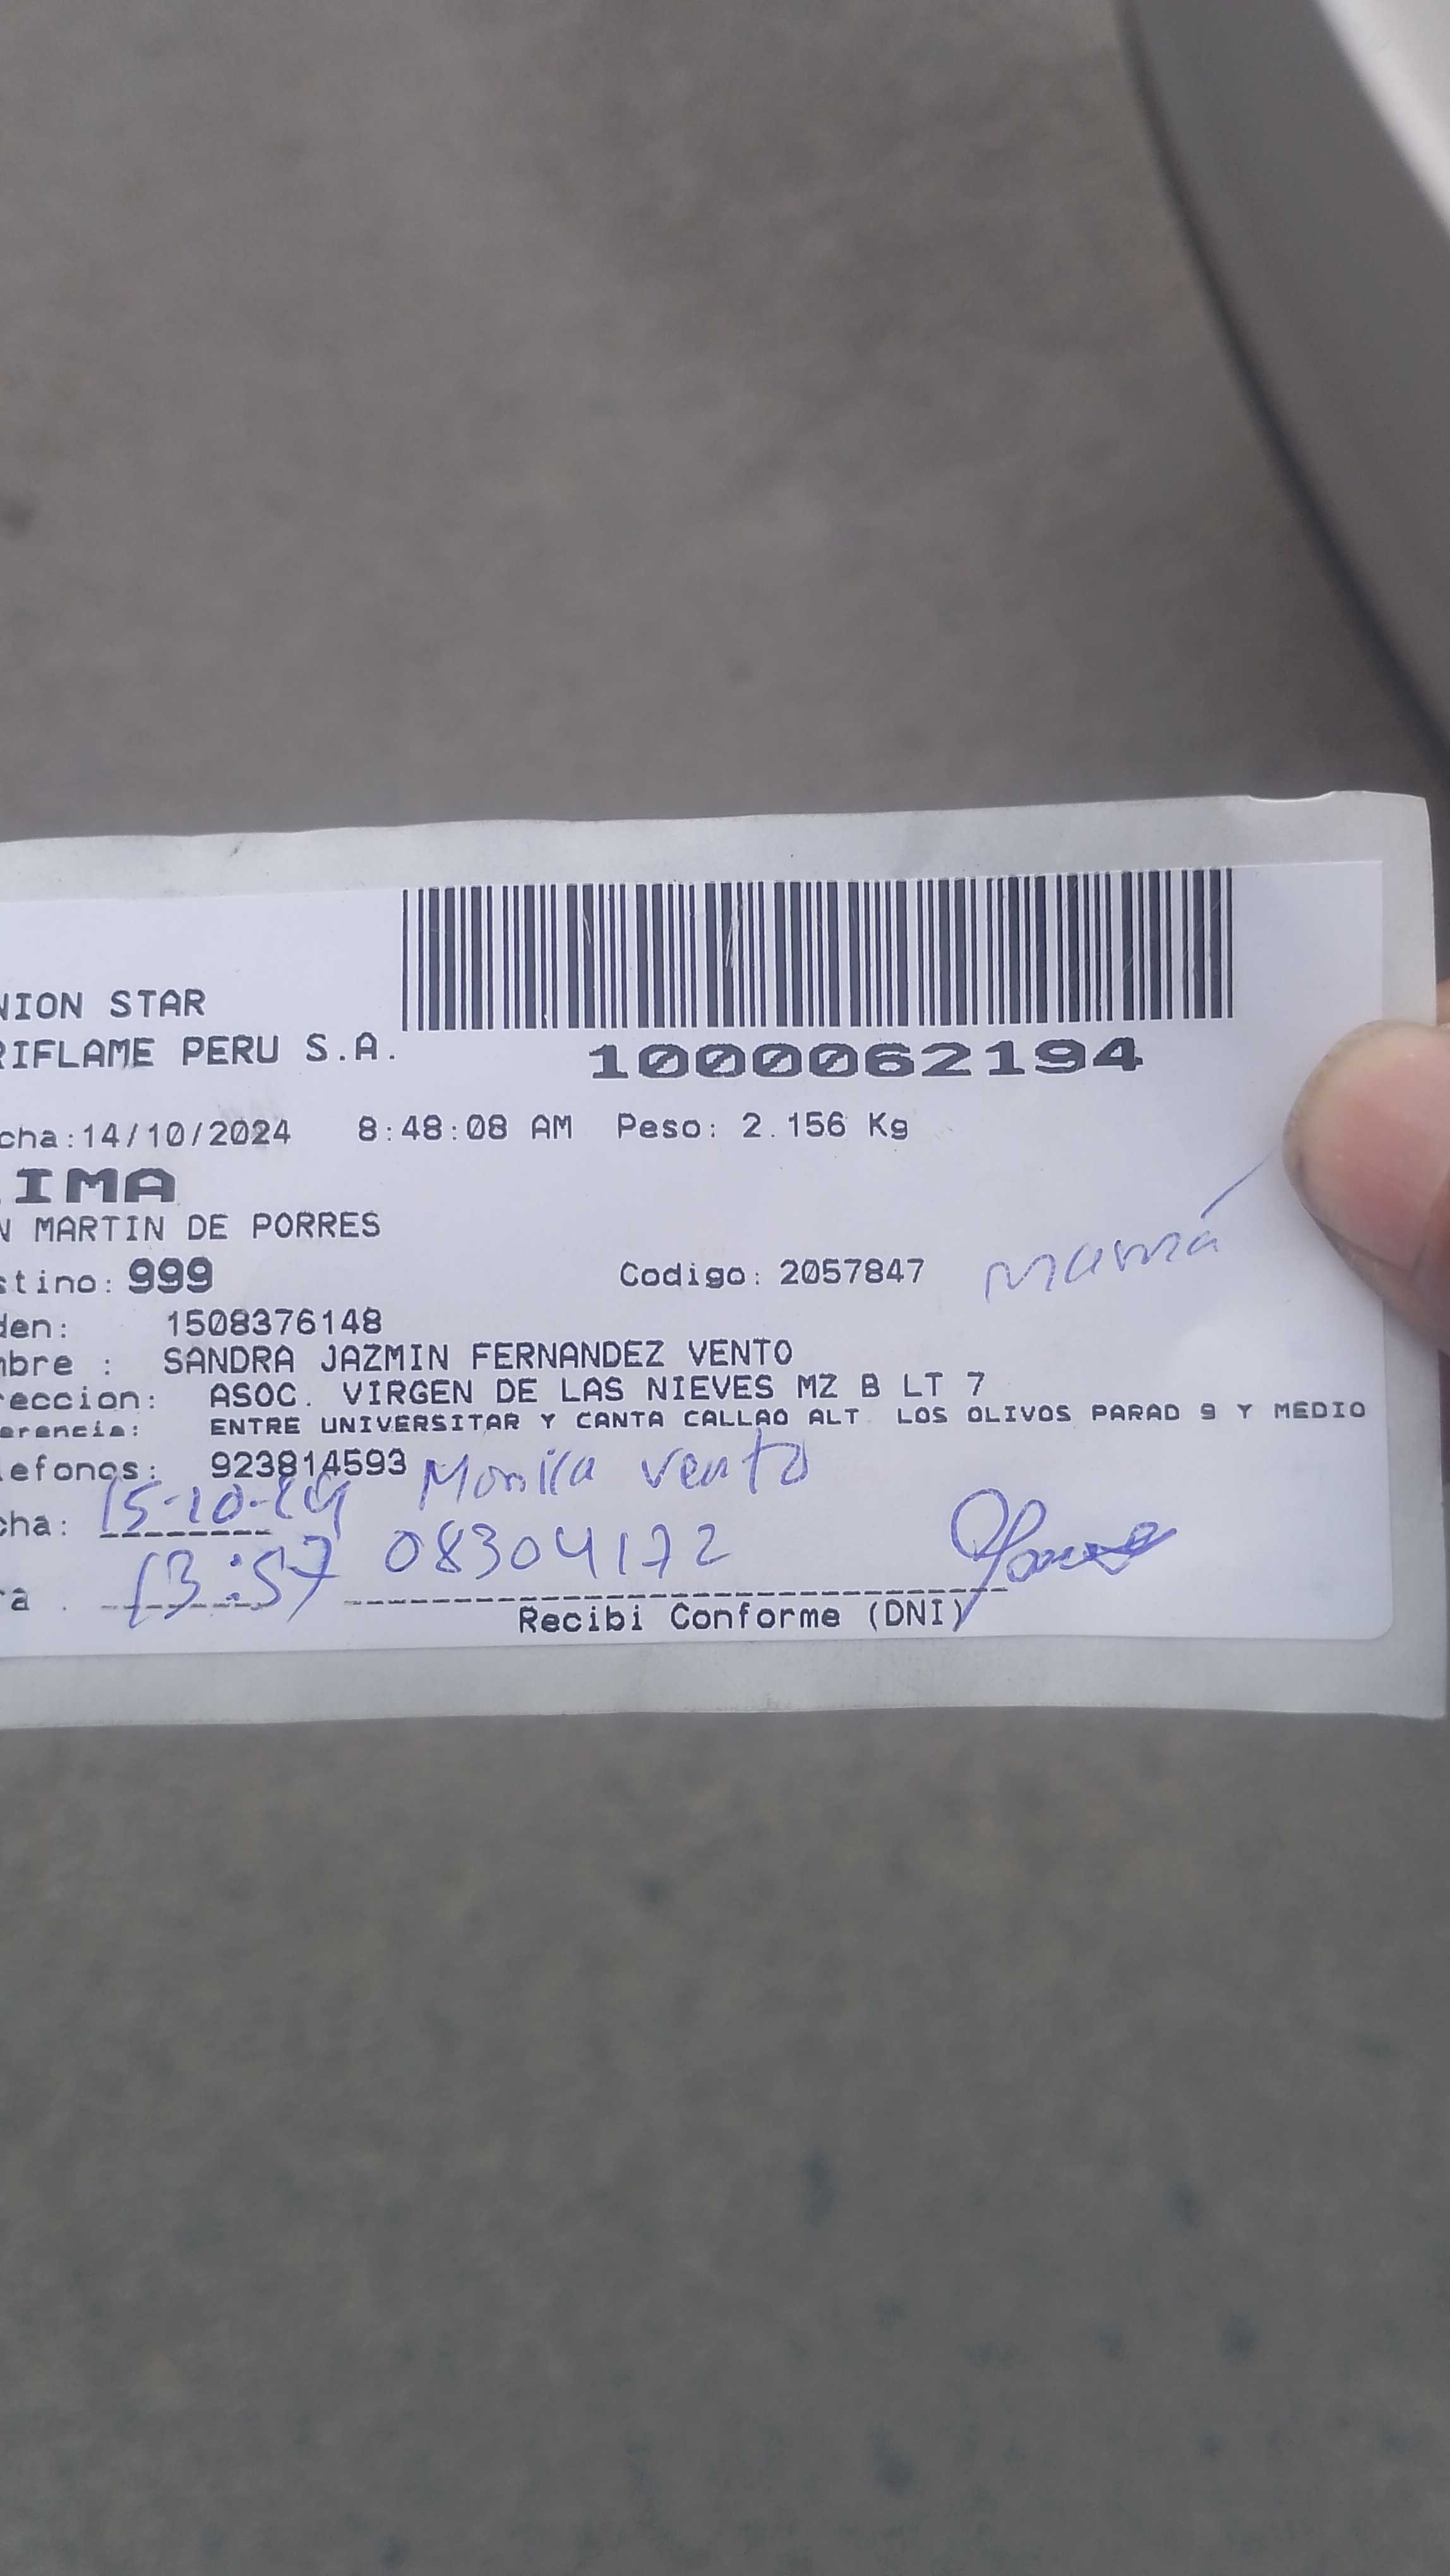 NION STAR
RIFLAME PERU S.A.
1000062194
cha:14/10/2024 8:48:08 AM Peso: 2.156 Kg
IMA
N MARTIN DE PORRES
stino: 999 Codigo: 2057847 mamá
den: 1508376148
mbre : SANDRA JAZMIN FERNANDEZ VENTO
reccion: ASOC. VIRGEN DE LAS NIEVES MZ B LT 7
erencia: ENTRE UNIVERSITAR Y CANTA CALLAO ALT LOS OLIVOS PARAD 9 Y MEDIO
lefonos: 923814593 Monica Vento
cha: 15-10-24
ra . 13:57 08304172
Recibi Conforme (DNI)